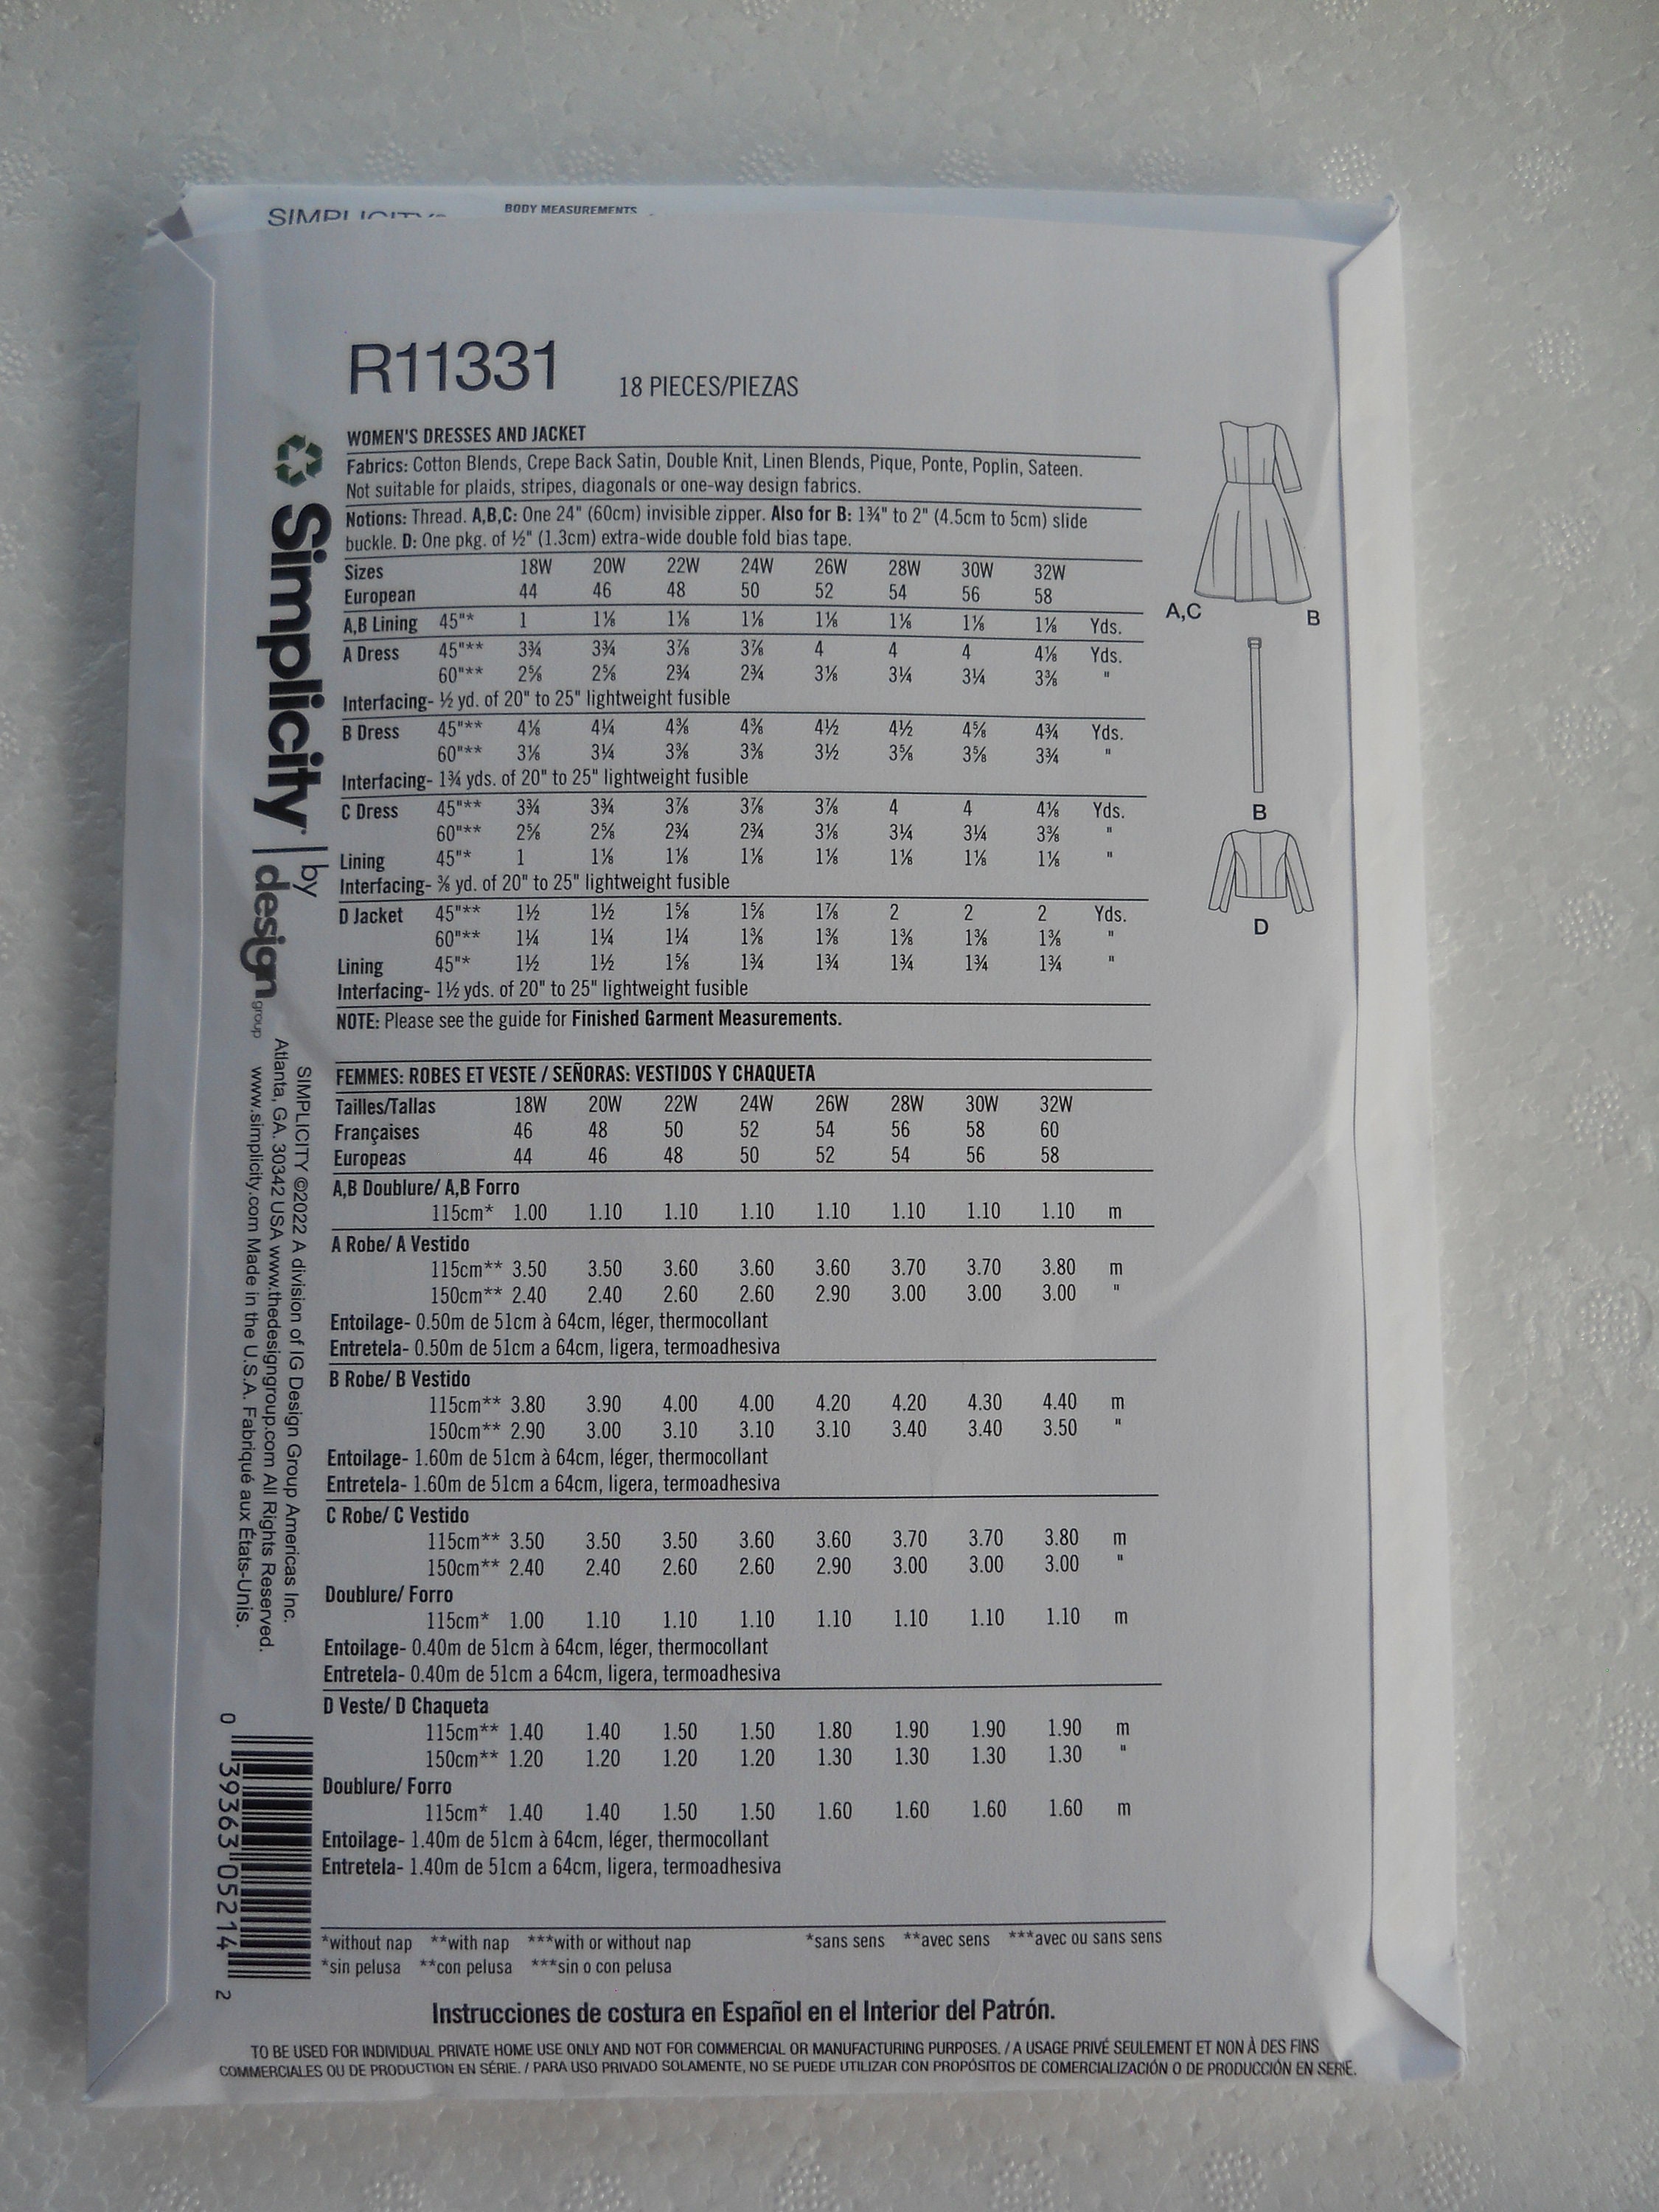 SIMPLICITY®
BODY MEASUREMENTS
R11331 18 PIECES/PIEZAS
WOMEN'S DRESSES AND JACKET
Fabrics: Cotton Blends, Crepe Back Satin, Double Knit, Linen Blends, Pique, Ponte, Poplin, Sateen.
Not suitable for plaids, stripes, diagonals or one-way design fabrics.
Notions: Thread. A,B,C: One 24" (60cm) invisible zipper. Also for B: 1¾" to 2" (4.5cm to 5cm) slide
buckle. D: One pkg. of ½" (1.3cm) extra-wide double fold bias tape.
Sizes 18W 20W 22W 24W 26W 28W 30W 32W
European 44 46 48 50 52 54 56 58
A,B Lining 45"* 1 1⅛ 1⅛ 1⅛ 1⅛ 1⅛ 1⅛ 1⅛ Yds.
A Dress 45"** 3¾ 3¾ 3⅞ 3⅞ 4 4 4 4⅛ Yds.
60"** 2⅝ 2⅝ 2¾ 2¾ 3⅛ 3¼ 3¼ 3⅜ "
Interfacing- ½ yd. of 20" to 25" lightweight fusible
B Dress 45"** 4⅛ 4¼ 4⅜ 4⅜ 4½ 4½ 4⅝ 4¾ Yds.
60"** 3⅛ 3¼ 3⅜ 3⅜ 3½ 3⅝ 3⅝ 3¾ "
Interfacing- 1¾ yds. of 20" to 25" lightweight fusible
C Dress 45"** 3¾ 3¾ 3⅞ 3⅞ 3⅞ 4 4 4⅛ Yds.
60"** 2⅝ 2⅝ 2¾ 2¾ 3⅛ 3¼ 3¼ 3⅜ "
Lining 45"* 1 1⅛ 1⅛ 1⅛ 1⅛ 1⅛ 1⅛ 1⅛ "
Interfacing- ⅜ yd. of 20" to 25" lightweight fusible
D Jacket 45"** 1½ 1½ 1⅝ 1⅝ 1⅞ 2 2 2 Yds.
60"** 1¼ 1¼ 1¼ 1⅜ 1⅜ 1⅜ 1⅜ 1⅜ "
Lining 45"* 1½ 1½ 1⅝ 1¾ 1¾ 1¾ 1¾ 1¾ "
Interfacing- 1½ yds. of 20" to 25" lightweight fusible
NOTE: Please see the guide for Finished Garment Measurements.
A,C B
B
D
FEMMES: ROBES ET VESTE / SEÑORAS: VESTIDOS Y CHAQUETA
Tailles/Tallas 18W 20W 22W 24W 26W 28W 30W 32W
Françaises 46 48 50 52 54 56 58 60
Europeas 44 46 48 50 52 54 56 58
A,B Doublure/ A,B Forro
115cm* 1.00 1.10 1.10 1.10 1.10 1.10 1.10 1.10 m
A Robe/ A Vestido
115cm** 3.50 3.50 3.60 3.60 3.60 3.70 3.70 3.80 m
150cm** 2.40 2.40 2.60 2.60 2.90 3.00 3.00 3.00 "
Entoilage- 0.50m de 51cm à 64cm, léger, thermocollant
Entretela- 0.50m de 51cm a 64cm, ligera, termoadhesiva
B Robe/ B Vestido
115cm** 3.80 3.90 4.00 4.00 4.20 4.20 4.30 4.40 m
150cm** 2.90 3.00 3.10 3.10 3.10 3.40 3.40 3.50 "
Entoilage- 1.60m de 51cm à 64cm, léger, thermocollant
Entretela- 1.60m de 51cm a 64cm, ligera, termoadhesiva
C Robe/ C Vestido
115cm** 3.50 3.50 3.50 3.60 3.60 3.70 3.70 3.80 m
150cm** 2.40 2.40 2.60 2.60 2.90 3.00 3.00 3.00 "
Doublure/ Forro
115cm* 1.00 1.10 1.10 1.10 1.10 1.10 1.10 1.10 m
Entoilage- 0.40m de 51cm à 64cm, léger, thermocollant
Entretela- 0.40m de 51cm a 64cm, ligera, termoadhesiva
D Veste/ D Chaqueta
115cm** 1.40 1.40 1.50 1.50 1.80 1.90 1.90 1.90 m
150cm** 1.20 1.20 1.20 1.20 1.30 1.30 1.30 1.30 "
Doublure/ Forro
115cm* 1.40 1.40 1.50 1.50 1.60 1.60 1.60 1.60 m
Entoilage- 1.40m de 51cm à 64cm, léger, thermocollant
Entretela- 1.40m de 51cm a 64cm, ligera, termoadhesiva
*without nap **with nap ***with or without nap *sans sens **avec sens ***avec ou sans sens
*sin pelusa **con pelusa ***sin o con pelusa
Instrucciones de costura en Español en el Interior del Patrón.
TO BE USED FOR INDIVIDUAL PRIVATE HOME USE ONLY AND NOT FOR COMMERCIAL OR MANUFACTURING PURPOSES. / A USAGE PRIVÉ SEULEMENT ET NON À DES FINS
COMMERCIALES OU DE PRODUCTION EN SÉRIE. / PARA USO PRIVADO SOLAMENTE, NO SE PUEDE UTILIZAR CON PROPÓSITOS DE COMERCIALIZACIÓN O DE PRODUCCIÓN EN SERIE.
Simplicity | by
design group
SIMPLICITY ©2022 A division of IG Design Group Americas Inc.
Atlanta, GA. 30342 USA www.thedesigngroup.com All Rights Reserved.
www.simplicity.com Made in the U.S.A. Fabriqué aux États-Unis.
0 39363 05214 2